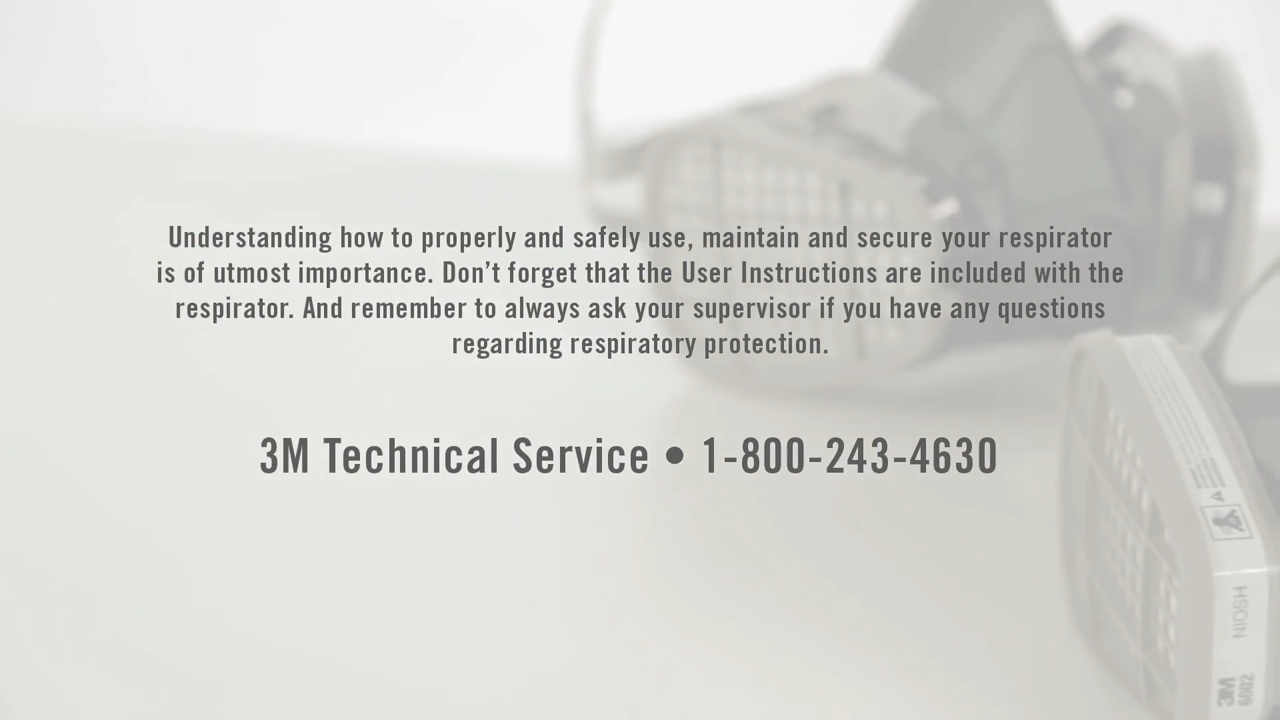 Understanding how to properly and safely use, maintain and secure your respirator
is of utmost importance. Don’t forget that the User Instructions are included with the
respirator. And remember to always ask your supervisor if you have any questions
regarding respiratory protection.
3M Technical Service • 1-800-243-4630
NIOSH
3M
6002